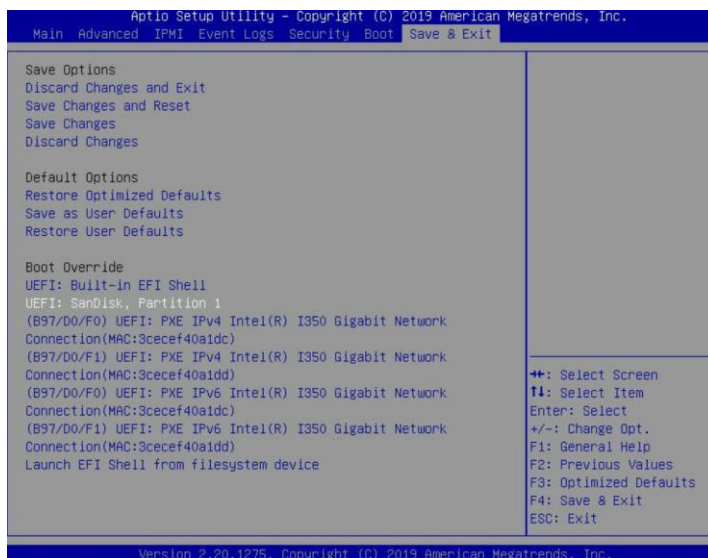 Aptio Setup Utility – Copyright (C) 2019 American Megatrends, Inc.
Main Advanced IPMI Event Logs Security Boot Save & Exit
Save Options
Discard Changes and Exit
Save Changes and Reset
Save Changes
Discard Changes
Default Options
Restore Optimized Defaults
Save as User Defaults
Restore User Defaults
Boot Override
UEFI: Built-in EFI Shell
UEFI: SanDisk, Partition 1
(B97/D0/F0) UEFI: PXE IPv4 Intel(R) I350 Gigabit Network
Connection(MAC:3cecef40a1dc)
(B97/D0/F1) UEFI: PXE IPv4 Intel(R) I350 Gigabit Network
Connection(MAC:3cecef40a1dd)
(B97/D0/F0) UEFI: PXE IPv6 Intel(R) I350 Gigabit Network
Connection(MAC:3cecef40a1dc)
(B97/D0/F1) UEFI: PXE IPv6 Intel(R) I350 Gigabit Network
Connection(MAC:3cecef40a1dd)
Launch EFI Shell from filesystem device
→←: Select Screen
↑↓: Select Item
Enter: Select
+/-: Change Opt.
F1: General Help
F2: Previous Values
F3: Optimized Defaults
F4: Save & Exit
ESC: Exit
Version 2.20.1275. Copyright (C) 2019 American Megatrends, Inc.